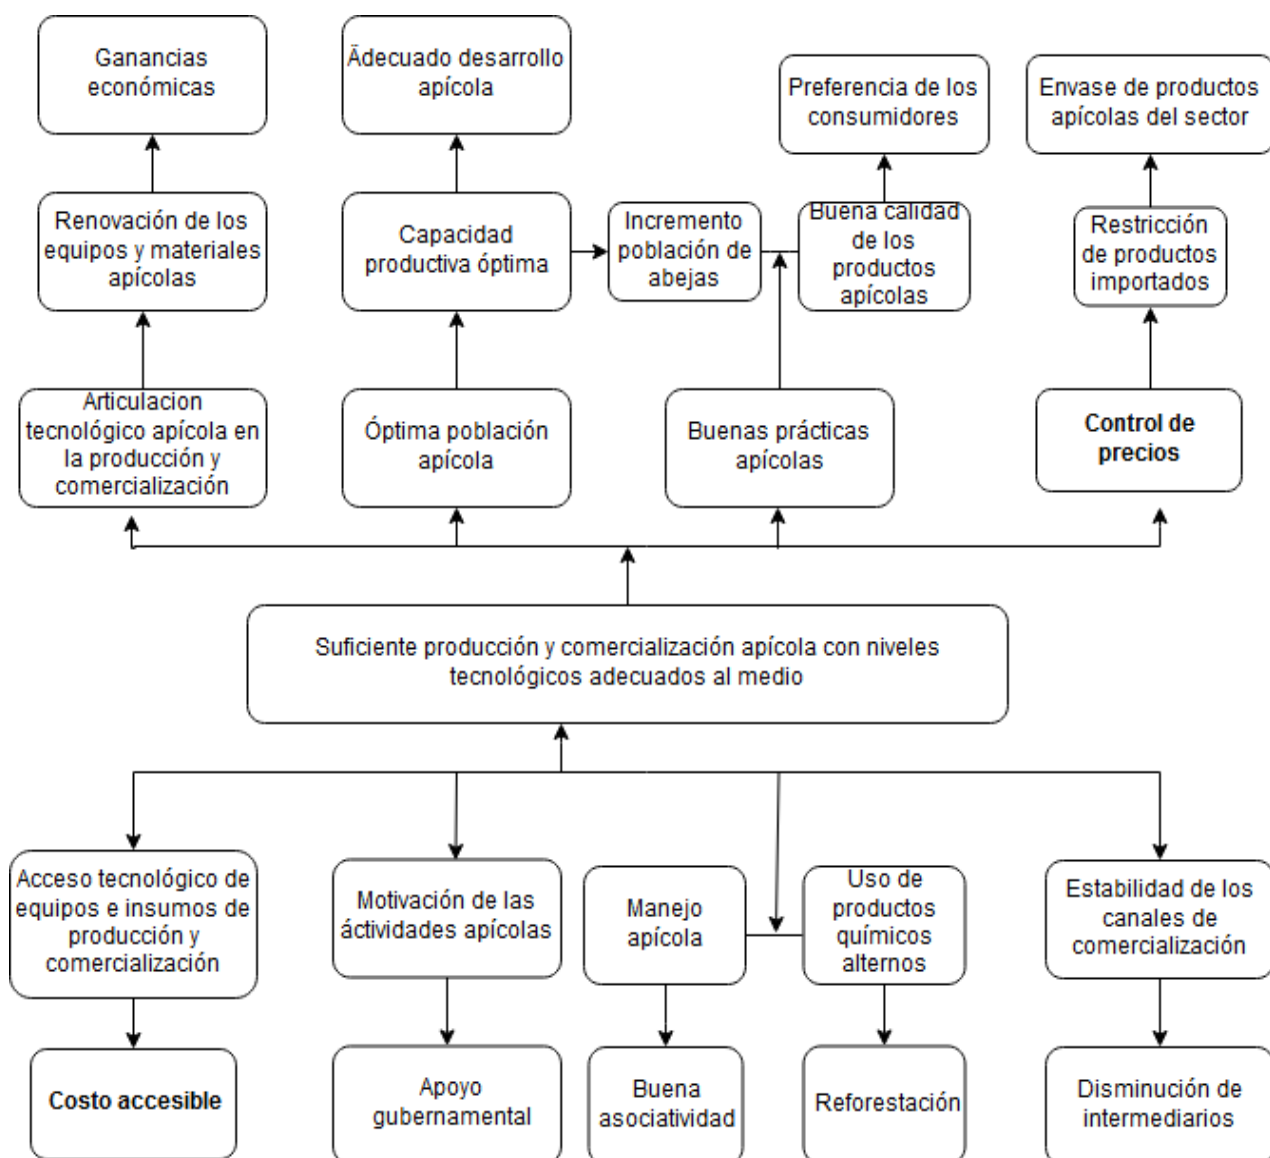 Ganancias
económicas
Ädecuado desarrollo
apícola
Preferencia de los
consumidores
Envase de productos
apícolas del sector
Renovación de los
equipos y materiales
apícolas
Capacidad
productiva óptima
Incremento
población de
abejas
Buena calidad
de los
productos
apícolas
Restricción
de productos
importados
Articulacion
tecnológico apícola en
la producción y
comercialización
Óptima población
apícola
Buenas prácticas
apícolas
Control de
precios
Suficiente producción y comercialización apícola con niveles
tecnológicos adecuados al medio
Acceso tecnológico de
equipos e insumos de
producción y
comercialización
Motivación de las
áctividades apícolas
Manejo
apícola
Uso de
productos
químicos
alternos
Estabilidad de los
canales de
comercialización
Costo accesible
Apoyo
gubernamental
Buena
asociatividad
Reforestación
Disminución de
intermediarios